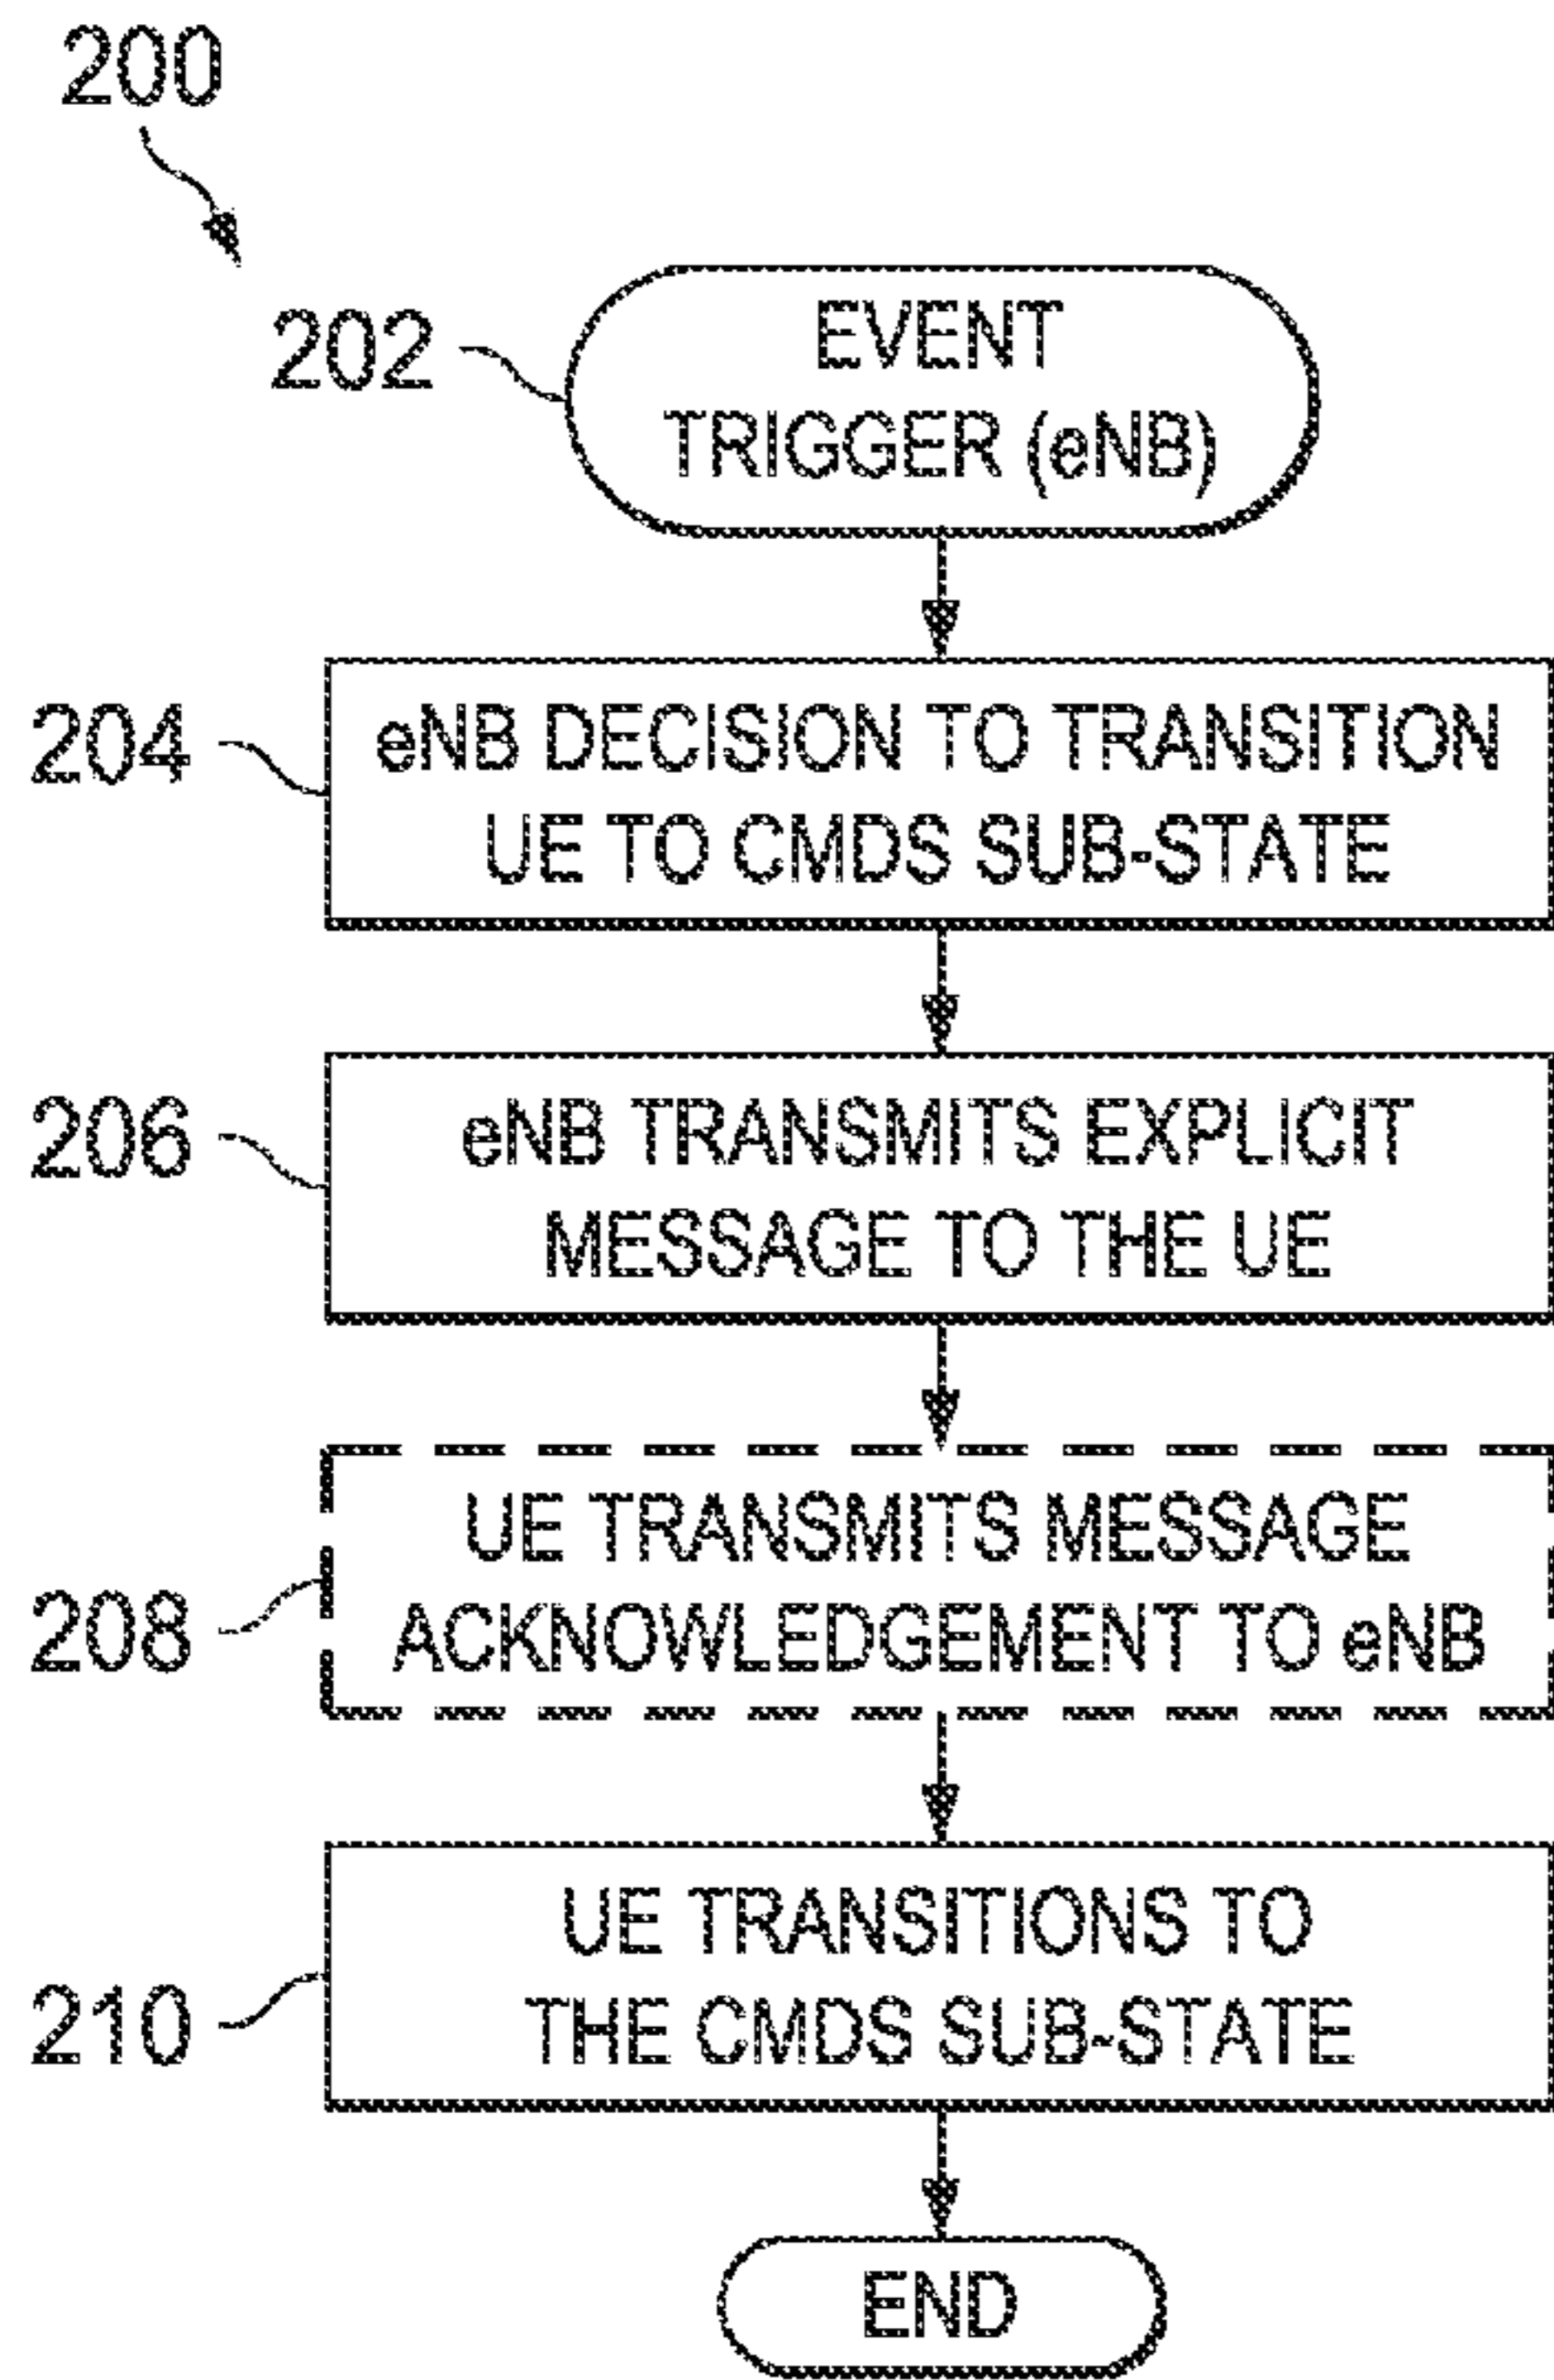 200
202
EVENT
TRIGGER (eNB)
204
eNB DECISION TO TRANSITION
UE TO CMDS SUB-STATE
206
eNB TRANSMITS EXPLICIT
MESSAGE TO THE UE
208
UE TRANSMITS MESSAGE
ACKNOWLEDGEMENT TO eNB
210
UE TRANSITIONS TO
THE CMDS SUB-STATE
END